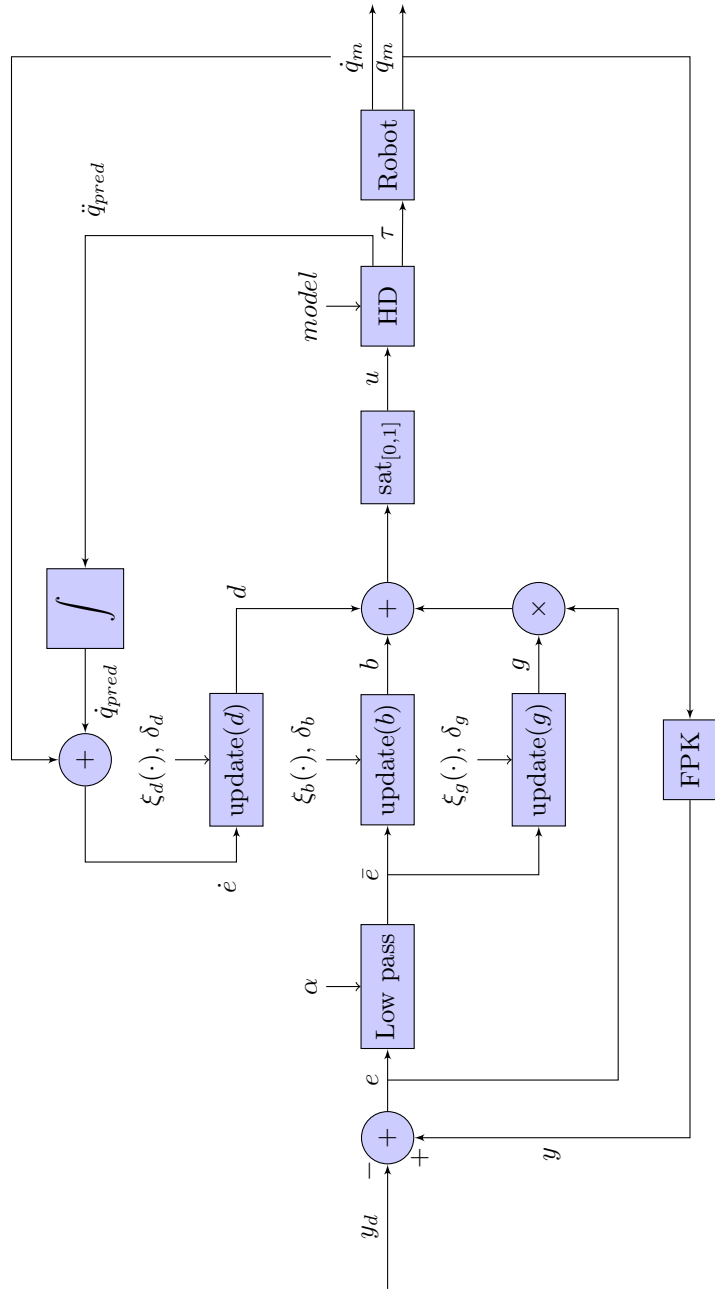 y_d
−
+
+
y
e
α
Low pass
ē
ė
ξ_d(·), δ_d
update(d)
d
ξ_b(·), δ_b
update(b)
b
ξ_g(·), δ_g
update(g)
g
×
+
+
q̇_pred
∫
q̈_pred
sat_[0,1]
u
model
HD
τ
Robot
q̇_m
q_m
FPK